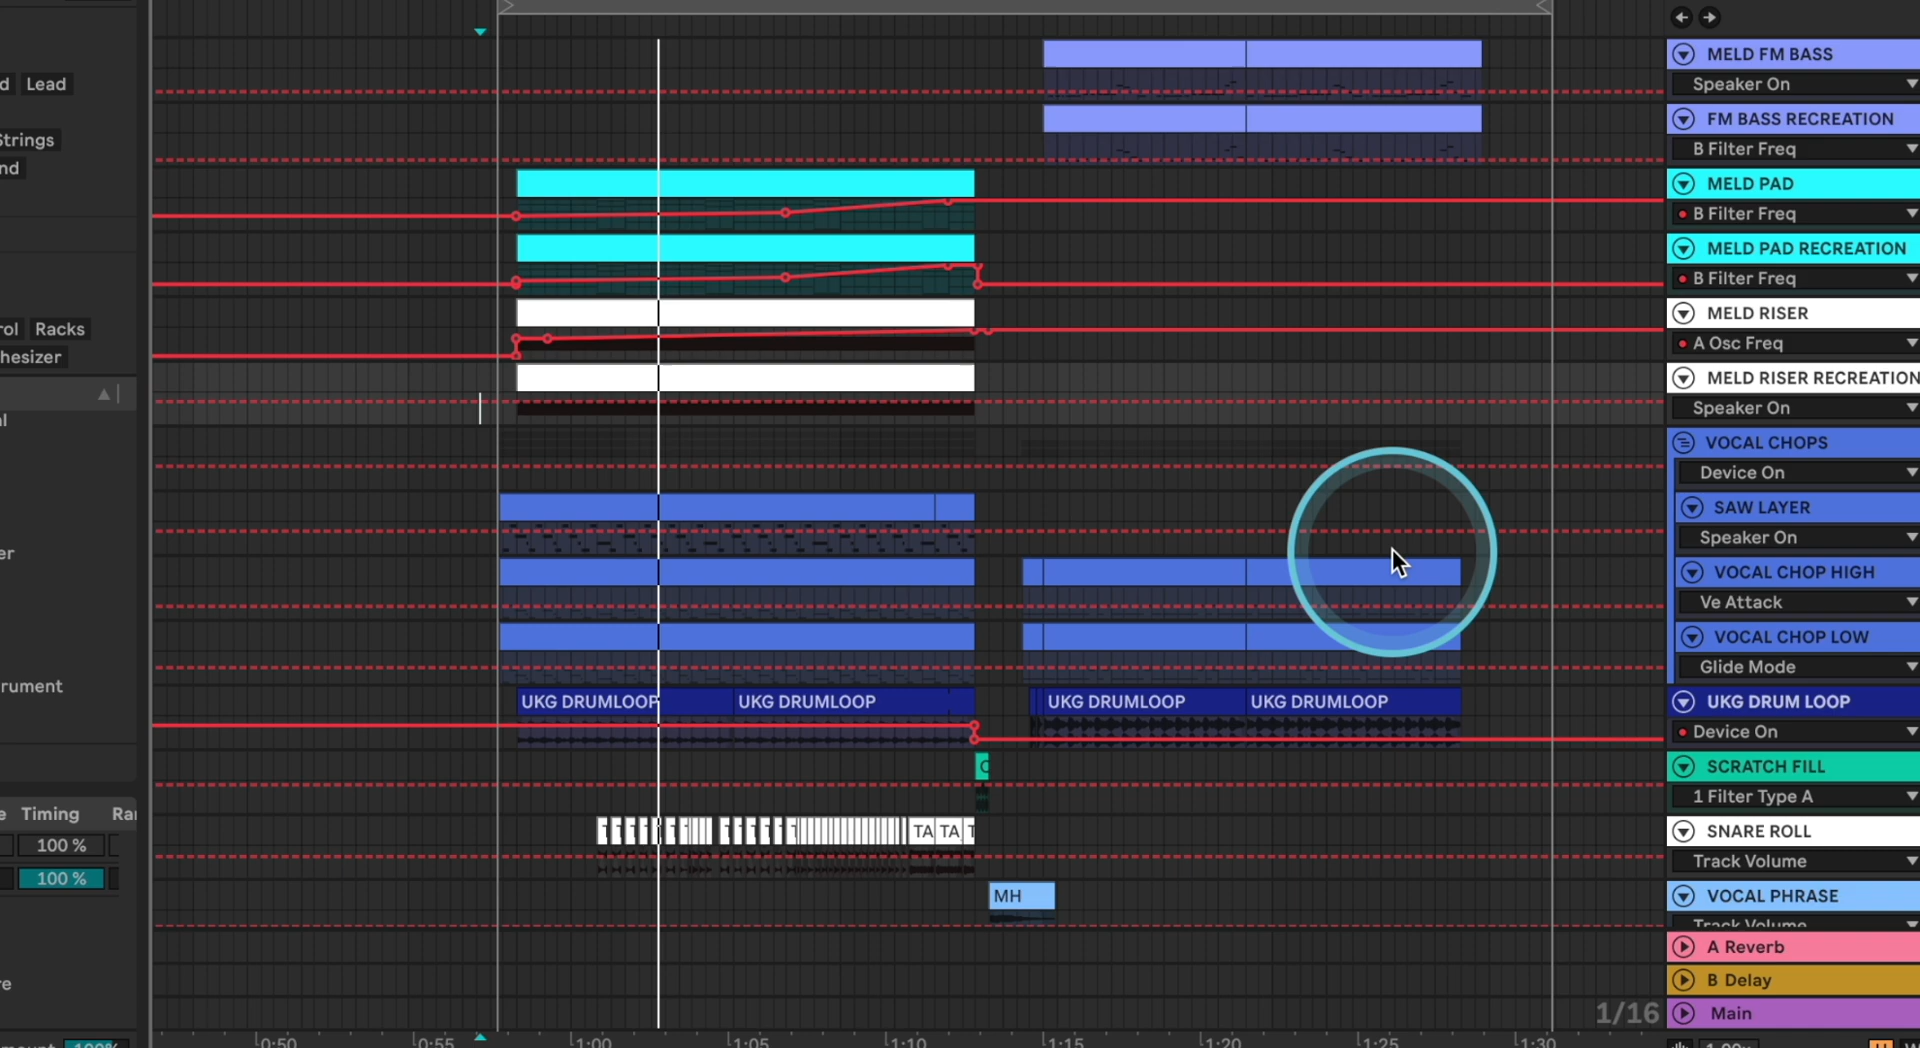 d Lead
Strings
nd
rol Racks
hesizer
al
er
rument
e Timing Ra
100 %
100 %
re
MELD FM BASS
Speaker On
FM BASS RECREATION
B Filter Freq
MELD PAD
B Filter Freq
MELD PAD RECREATION
B Filter Freq
MELD RISER
A Osc Freq
MELD RISER RECREATION
Speaker On
VOCAL CHOPS
Device On
SAW LAYER
Speaker On
VOCAL CHOP HIGH
Ve Attack
VOCAL CHOP LOW
Glide Mode
UKG DRUMLOOP UKG DRUMLOOP UKG DRUMLOOP UKG DRUMLOOP
UKG DRUM LOOP
Device On
SCRATCH FILL
1 Filter Type A
TA TA T
SNARE ROLL
Track Volume
MH
VOCAL PHRASE
Track Volume
A Reverb
B Delay
1/16
Main
0:50 0:55 1:00 1:05 1:10 1:15 1:20 1:25 1:30